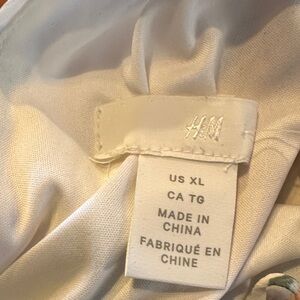 H&M
US XL
CA TG
MADE IN
CHINA
FABRIQUÉ EN
CHINE